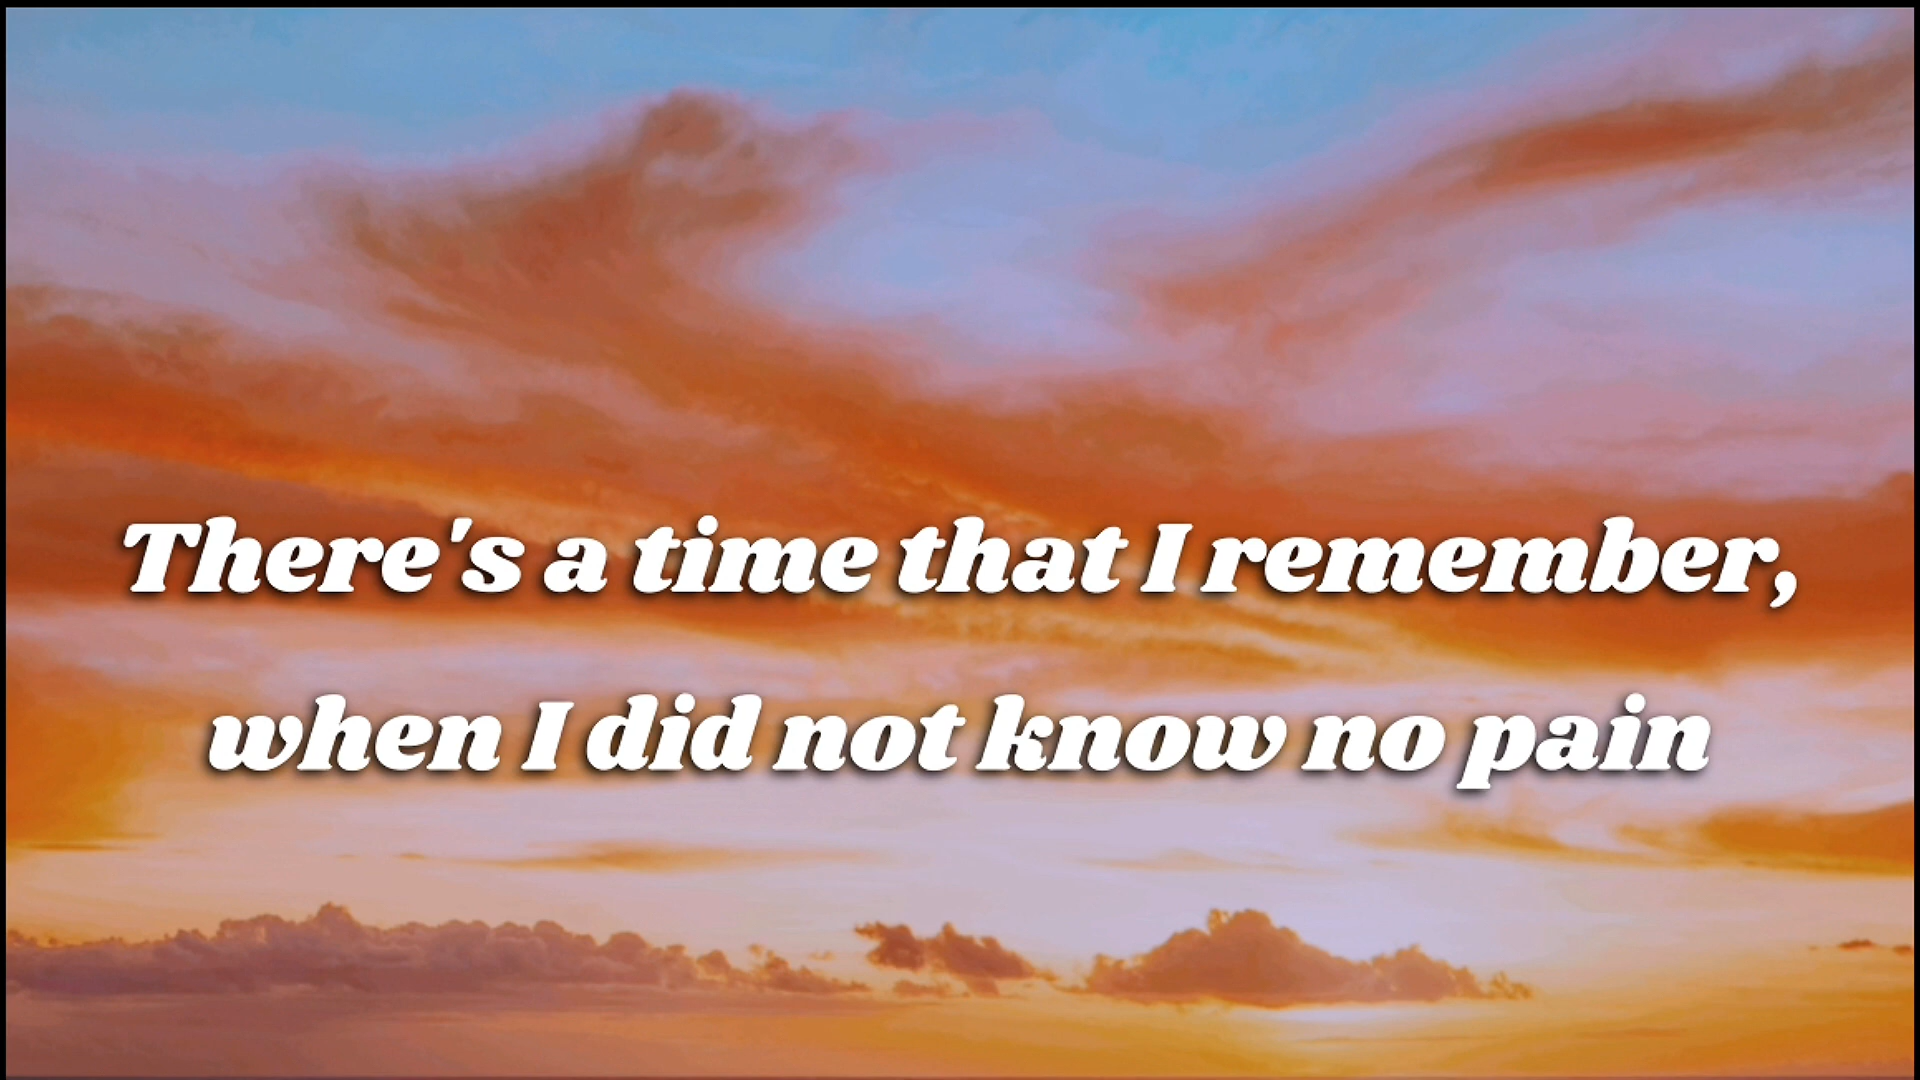 There's a time that I remember,
when I did not know no pain